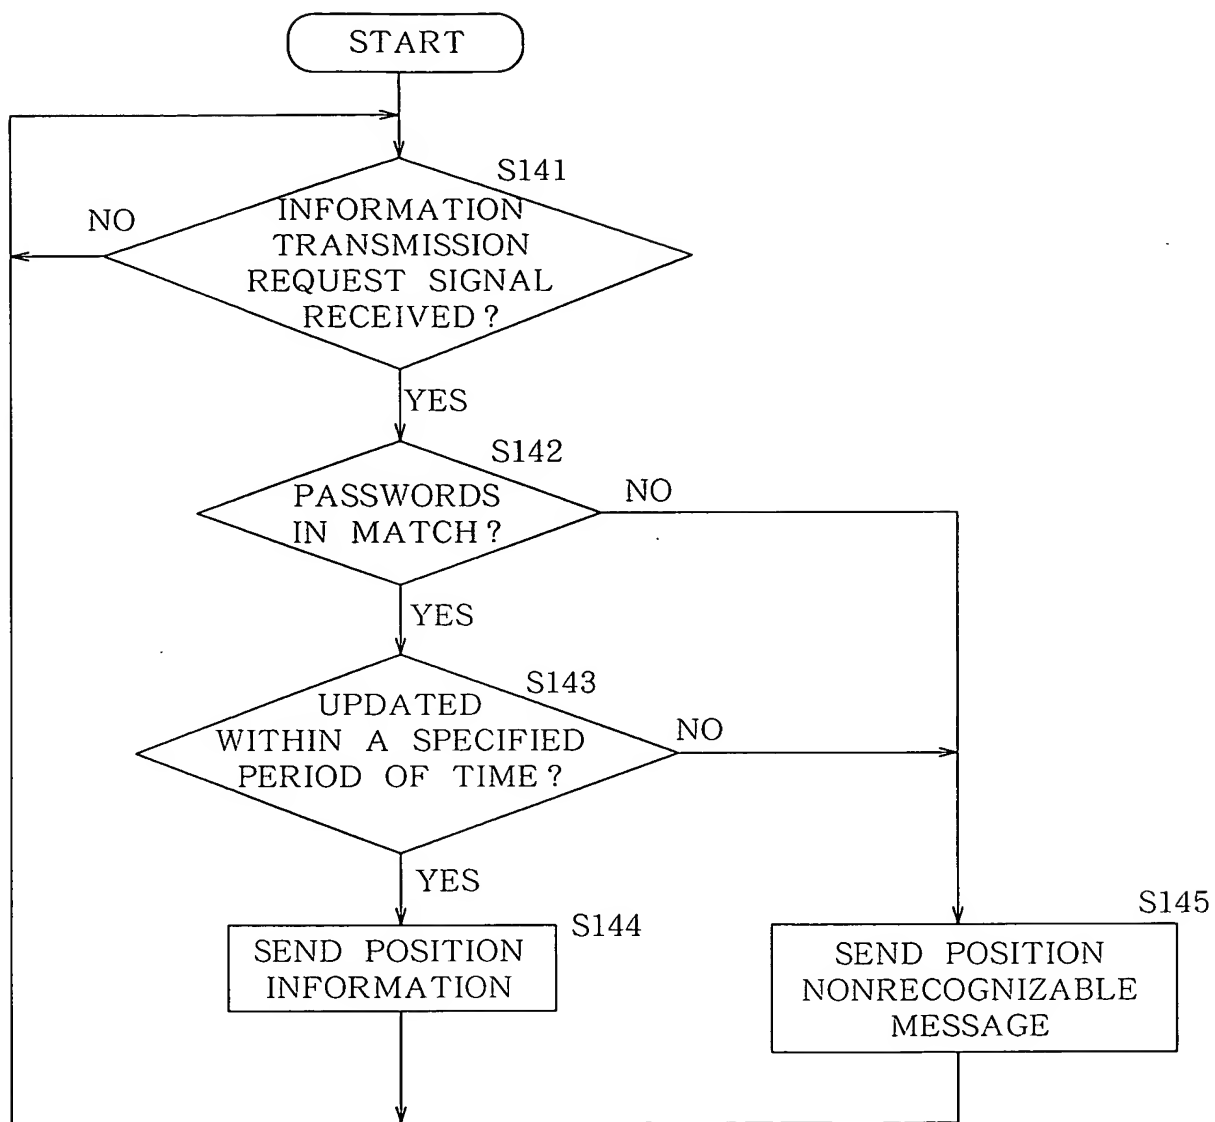 START
S141
NO
INFORMATION
TRANSMISSION
REQUEST SIGNAL
RECEIVED?
YES
S142
PASSWORDS
IN MATCH?
NO
YES
S143
UPDATED
WITHIN A SPECIFIED
PERIOD OF TIME?
NO
YES
S144
SEND POSITION
INFORMATION
S145
SEND POSITION
NONRECOGNIZABLE
MESSAGE